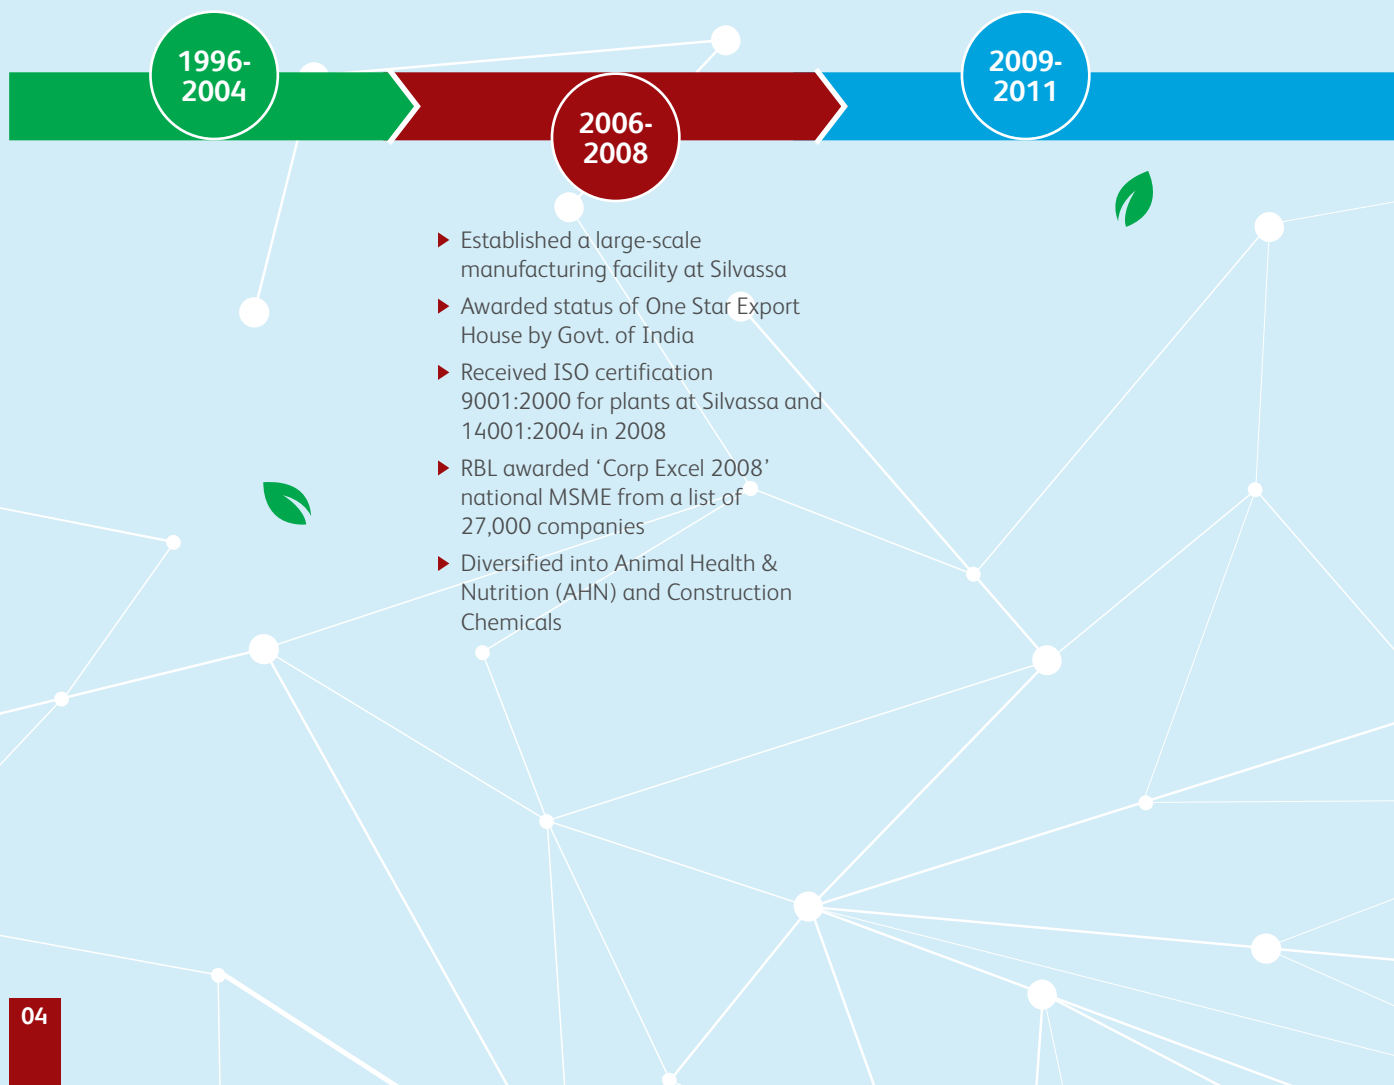 1996-
2004
2006-
2008
2009-
2011
Established a large-scale
manufacturing facility at Silvassa
Awarded status of One Star Export
House by Govt. of India
Received ISO certification
9001:2000 for plants at Silvassa and
14001:2004 in 2008
RBL awarded ‘Corp Excel 2008’
national MSME from a list of
27,000 companies
Diversified into Animal Health &
Nutrition (AHN) and Construction
Chemicals
04